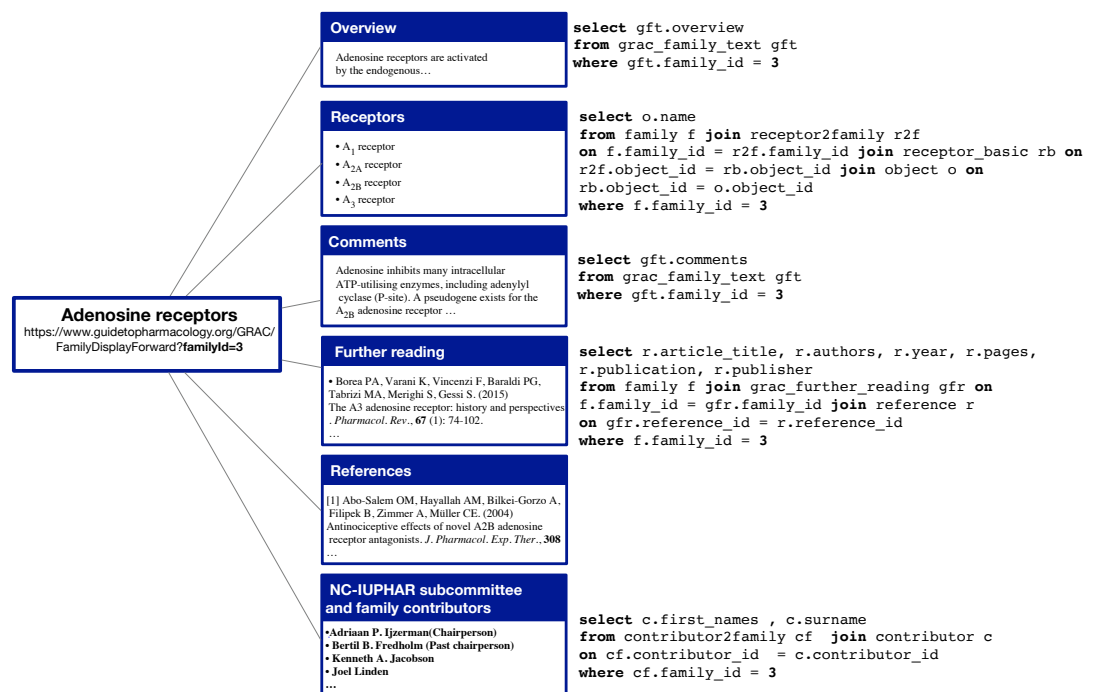 Overview
Adenosine receptors are activated
by the endogenous…
select gft.overview
from grac_family_text gft
where gft.family_id = 3
Receptors
• A1 receptor
• A2A receptor
• A2B receptor
• A3 receptor
select o.name
from family f join receptor2family r2f
on f.family_id = r2f.family_id join receptor_basic rb on
r2f.object_id = rb.object_id join object o on
rb.object_id = o.object_id
where f.family_id = 3
Comments
Adenosine inhibits many intracellular
ATP-utilising enzymes, including adenylyl
cyclase (P-site). A pseudogene exists for the
A2B adenosine receptor …
select gft.comments
from grac_family_text gft
where gft.family_id = 3
Adenosine receptors
https://www.guidetopharmacology.org/GRAC/
FamilyDisplayForward?familyId=3
Further reading
• Borea PA, Varani K, Vincenzi F, Baraldi PG,
Tabrizi MA, Merighi S, Gessi S. (2015)
The A3 adenosine receptor: history and perspectives
. Pharmacol. Rev., 67 (1): 74-102.
…
select r.article_title, r.authors, r.year, r.pages,
r.publication, r.publisher
from family f join grac_further_reading gfr on
f.family_id = gfr.family_id join reference r
on gfr.reference_id = r.reference_id
where f.family_id = 3
References
[1] Abo-Salem OM, Hayallah AM, Bilkei-Gorzo A,
Filipek B, Zimmer A, Müller CE. (2004)
Antinociceptive effects of novel A2B adenosine
receptor antagonists. J. Pharmacol. Exp. Ther., 308
…
NC-IUPHAR subcommittee
and family contributors
•Adriaan P. Ijzerman(Chairperson)
• Bertil B. Fredholm (Past chairperson)
• Kenneth A. Jacobson
• Joel Linden
…
select c.first_names , c.surname
from contributor2family cf join contributor c
on cf.contributor_id = c.contributor_id
where cf.family_id = 3